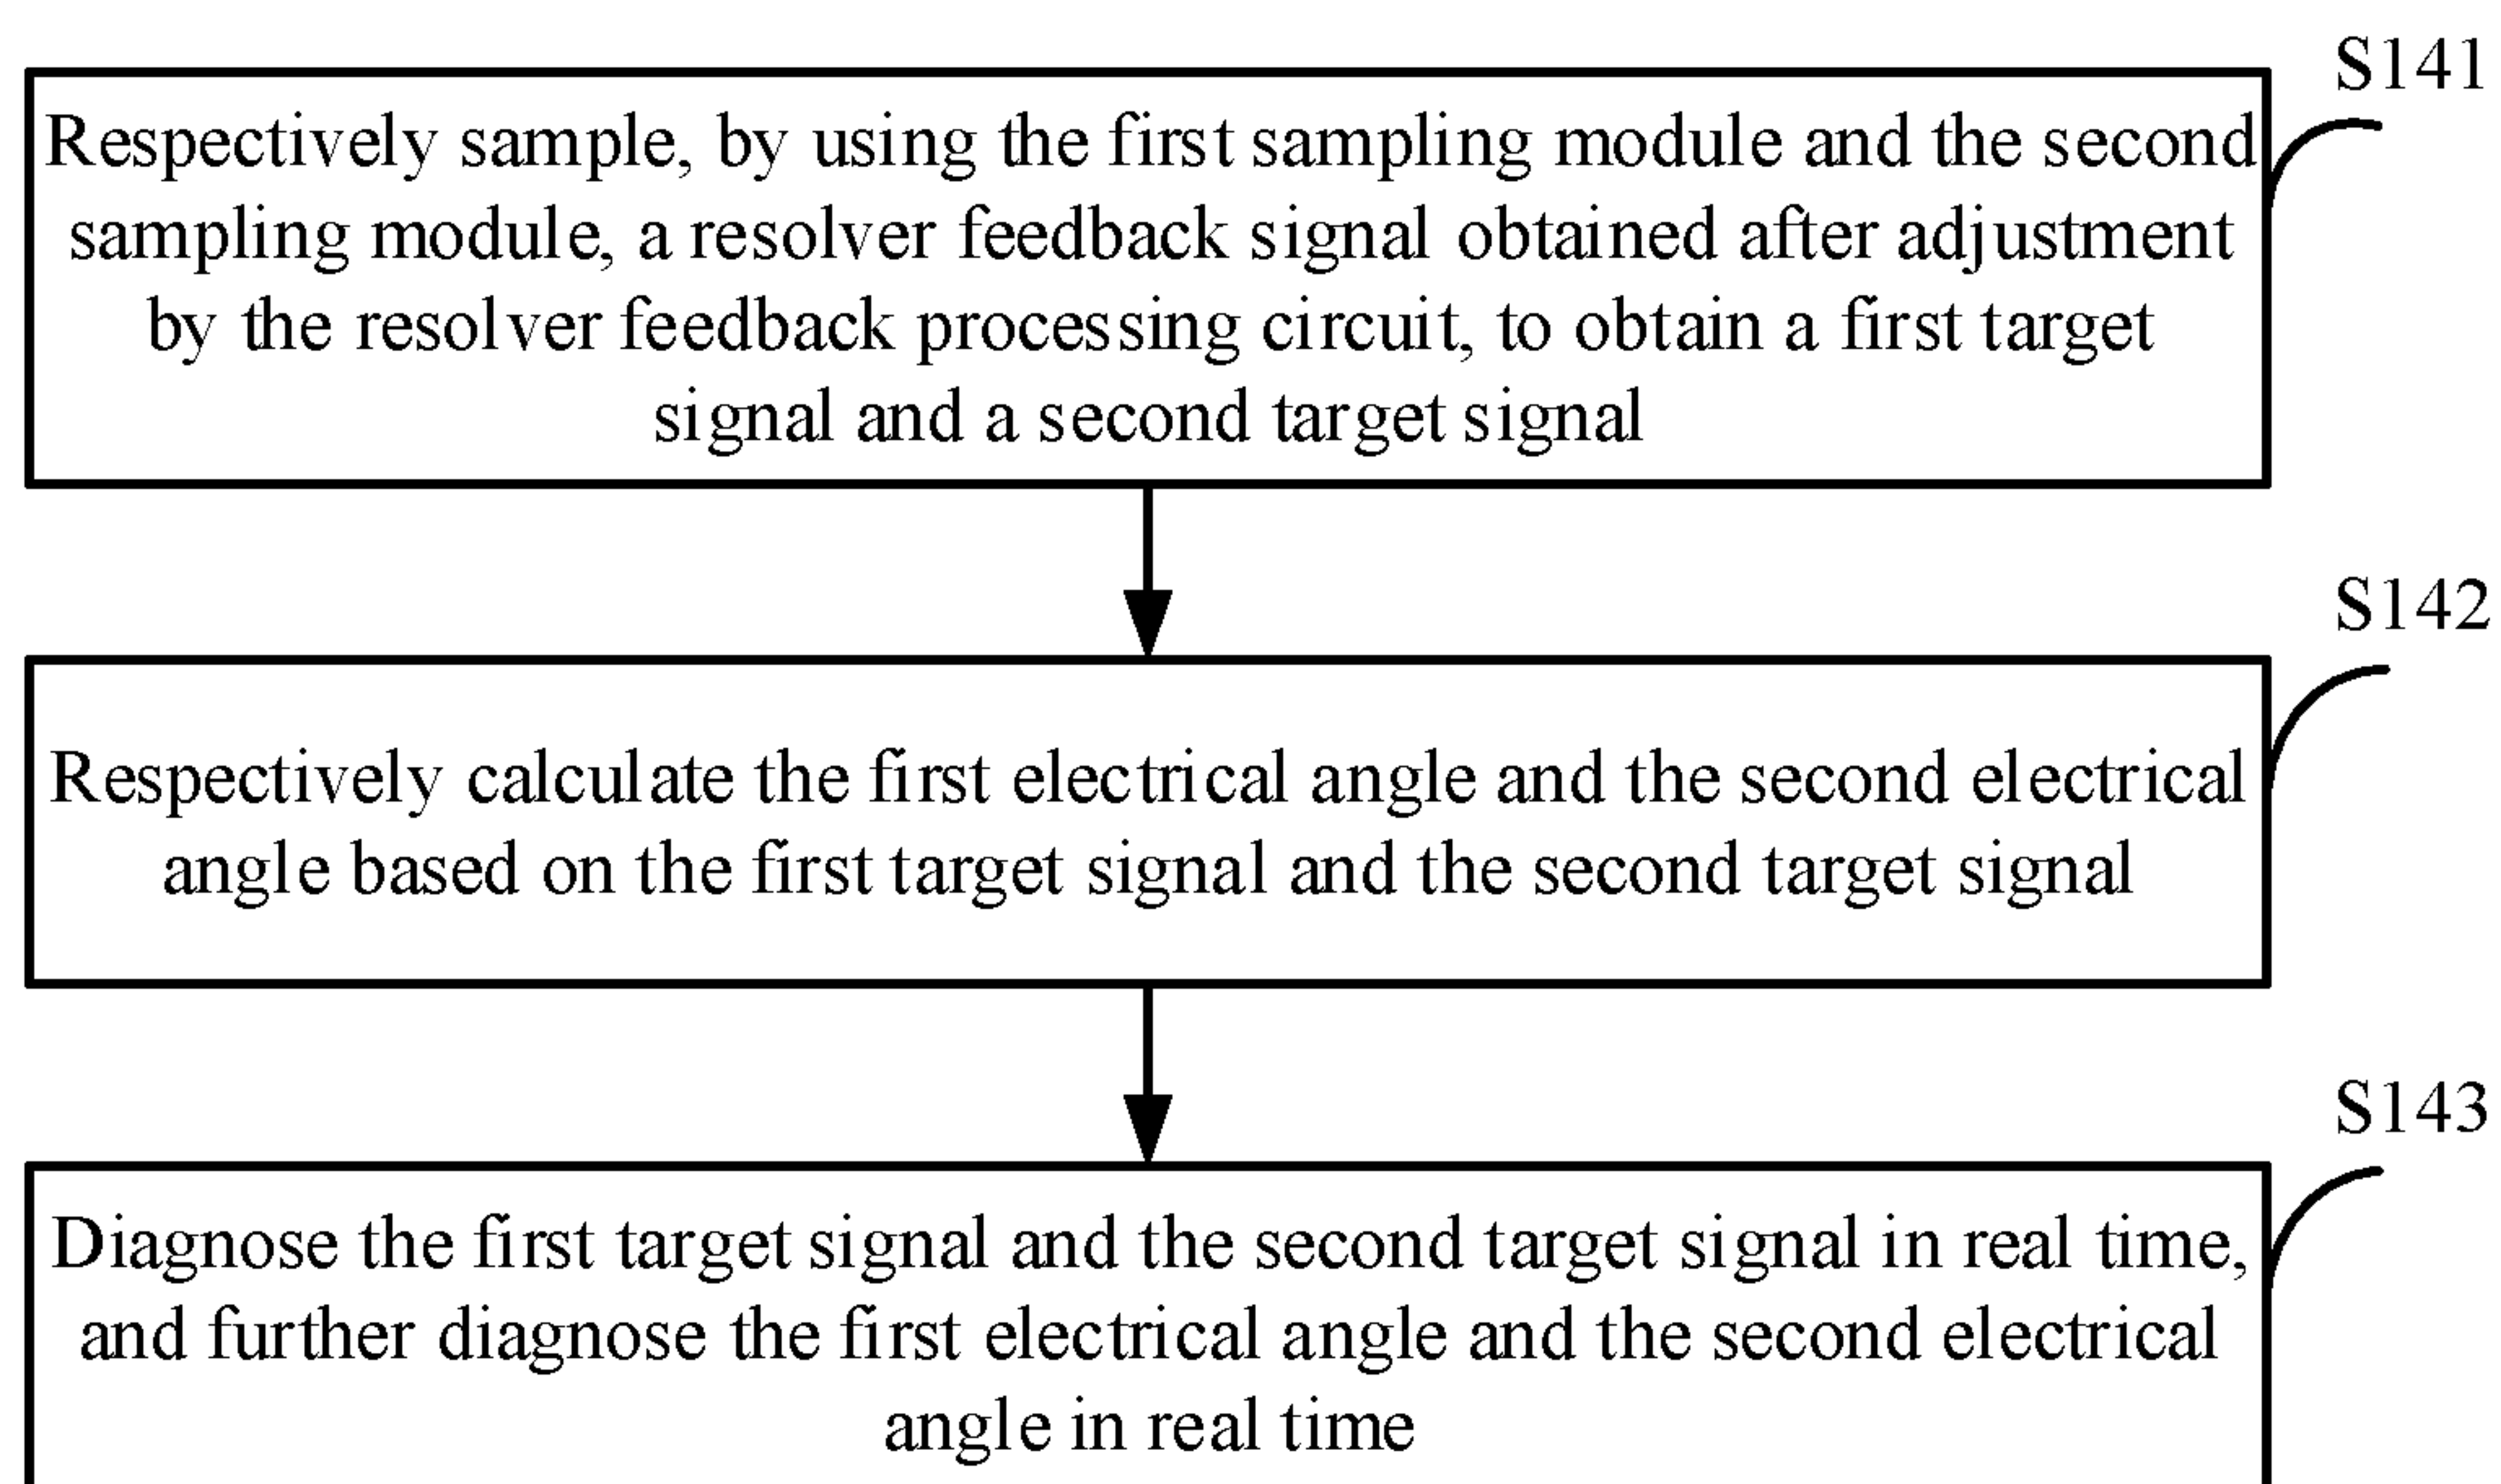 S141
Respectively sample, by using the first sampling module and the second
sampling module, a resolver feedback signal obtained after adjustment
by the resolver feedback processing circuit, to obtain a first target
signal and a second target signal
S142
Respectively calculate the first electrical angle and the second electrical
angle based on the first target signal and the second target signal
S143
Diagnose the first target signal and the second target signal in real time,
and further diagnose the first electrical angle and the second electrical
angle in real time